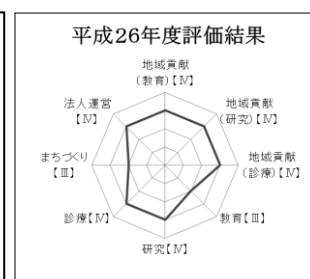 平成26年度評価結果
地域貢献
(教育)【Ⅳ】
法人運営
【Ⅳ】
地域貢献
(研究)【Ⅳ】
まちづくり
【Ⅲ】
地域貢献
(診療)【Ⅳ】
診療【Ⅳ】
教育【Ⅲ】
研究【Ⅳ】